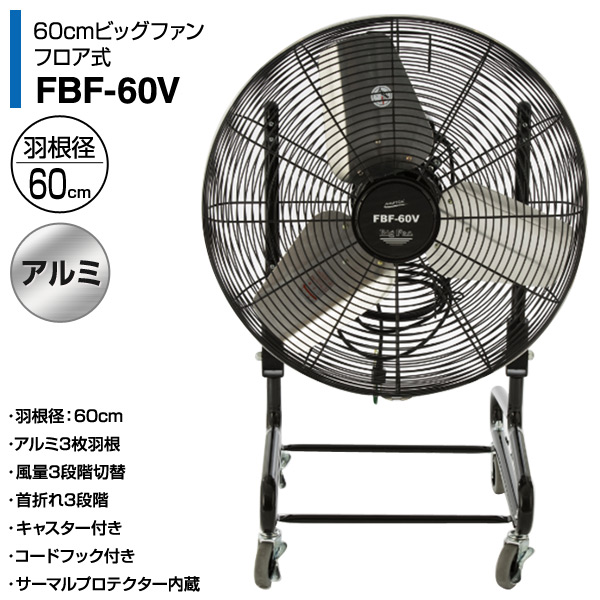 60cmビッグファン
フロア式
FBF-60V
羽根径
60cm
アルミ
・羽根径：60cm
・アルミ3枚羽根
・風量3段階切替
・首折れ3段階
・キャスター付き
・コードフック付き
・サーマルプロテクター内蔵
FBF-60V
Big Fan